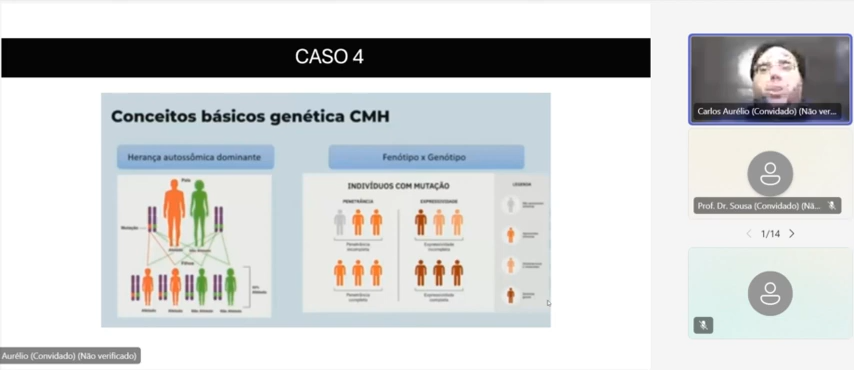 CASO 4
Conceitos básicos genética CMH
Herança autossômica dominante
Fenótipo x Genótipo
Pais
Mutação
Filhos
INDIVÍDUOS COM MUTAÇÃO
PENETRÂNCIA
EXPRESSIVIDADE
LEGENDA
Penetrância
incompleta
Expressividade
incompleta
Penetrância
completa
Expressividade
completa
Carlos Aurélio (Convidado) (Não ver...
Prof. Dr. Sousa (Convidado) (Nã...
1/14
Aurélio (Convidado) (Não verificado)